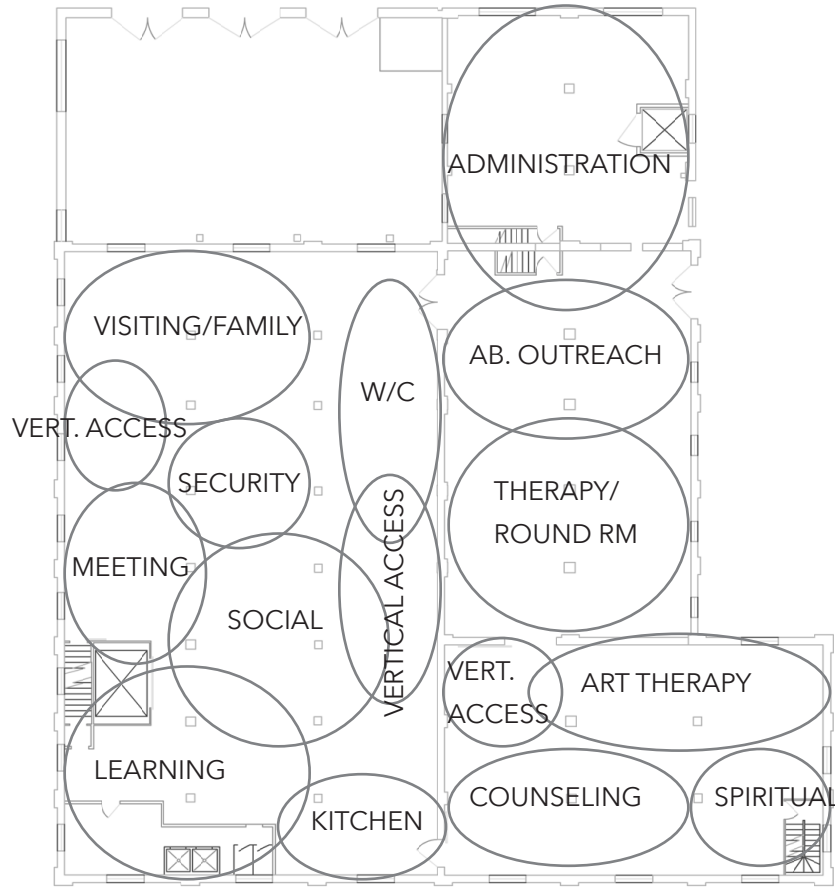 ADMINISTRATION
VISITING/FAMILY
AB. OUTREACH
W/C
VERT. ACCESS
SECURITY
THERAPY/
ROUND RM
MEETING
VERTICAL ACCESS
SOCIAL
VERT.
ACCESS
ART THERAPY
LEARNING
KITCHEN
COUNSELING
SPIRITUAL